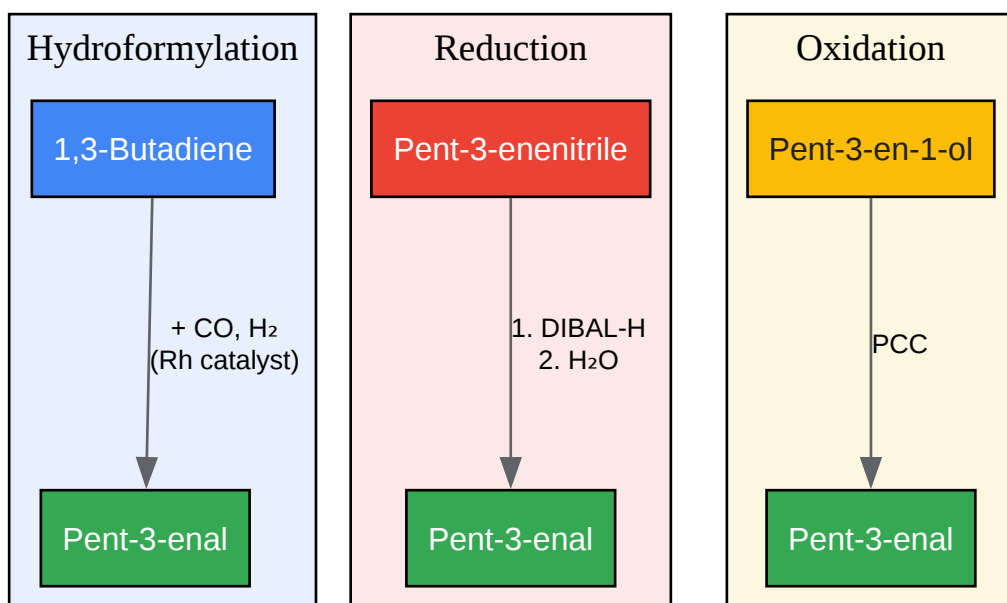 Hydroformylation
1,3-Butadiene
+ CO, H₂
(Rh catalyst)
Pent-3-enal
Reduction
Pent-3-enenitrile
1. DIBAL-H
2. H₂O
Pent-3-enal
Oxidation
Pent-3-en-1-ol
PCC
Pent-3-enal